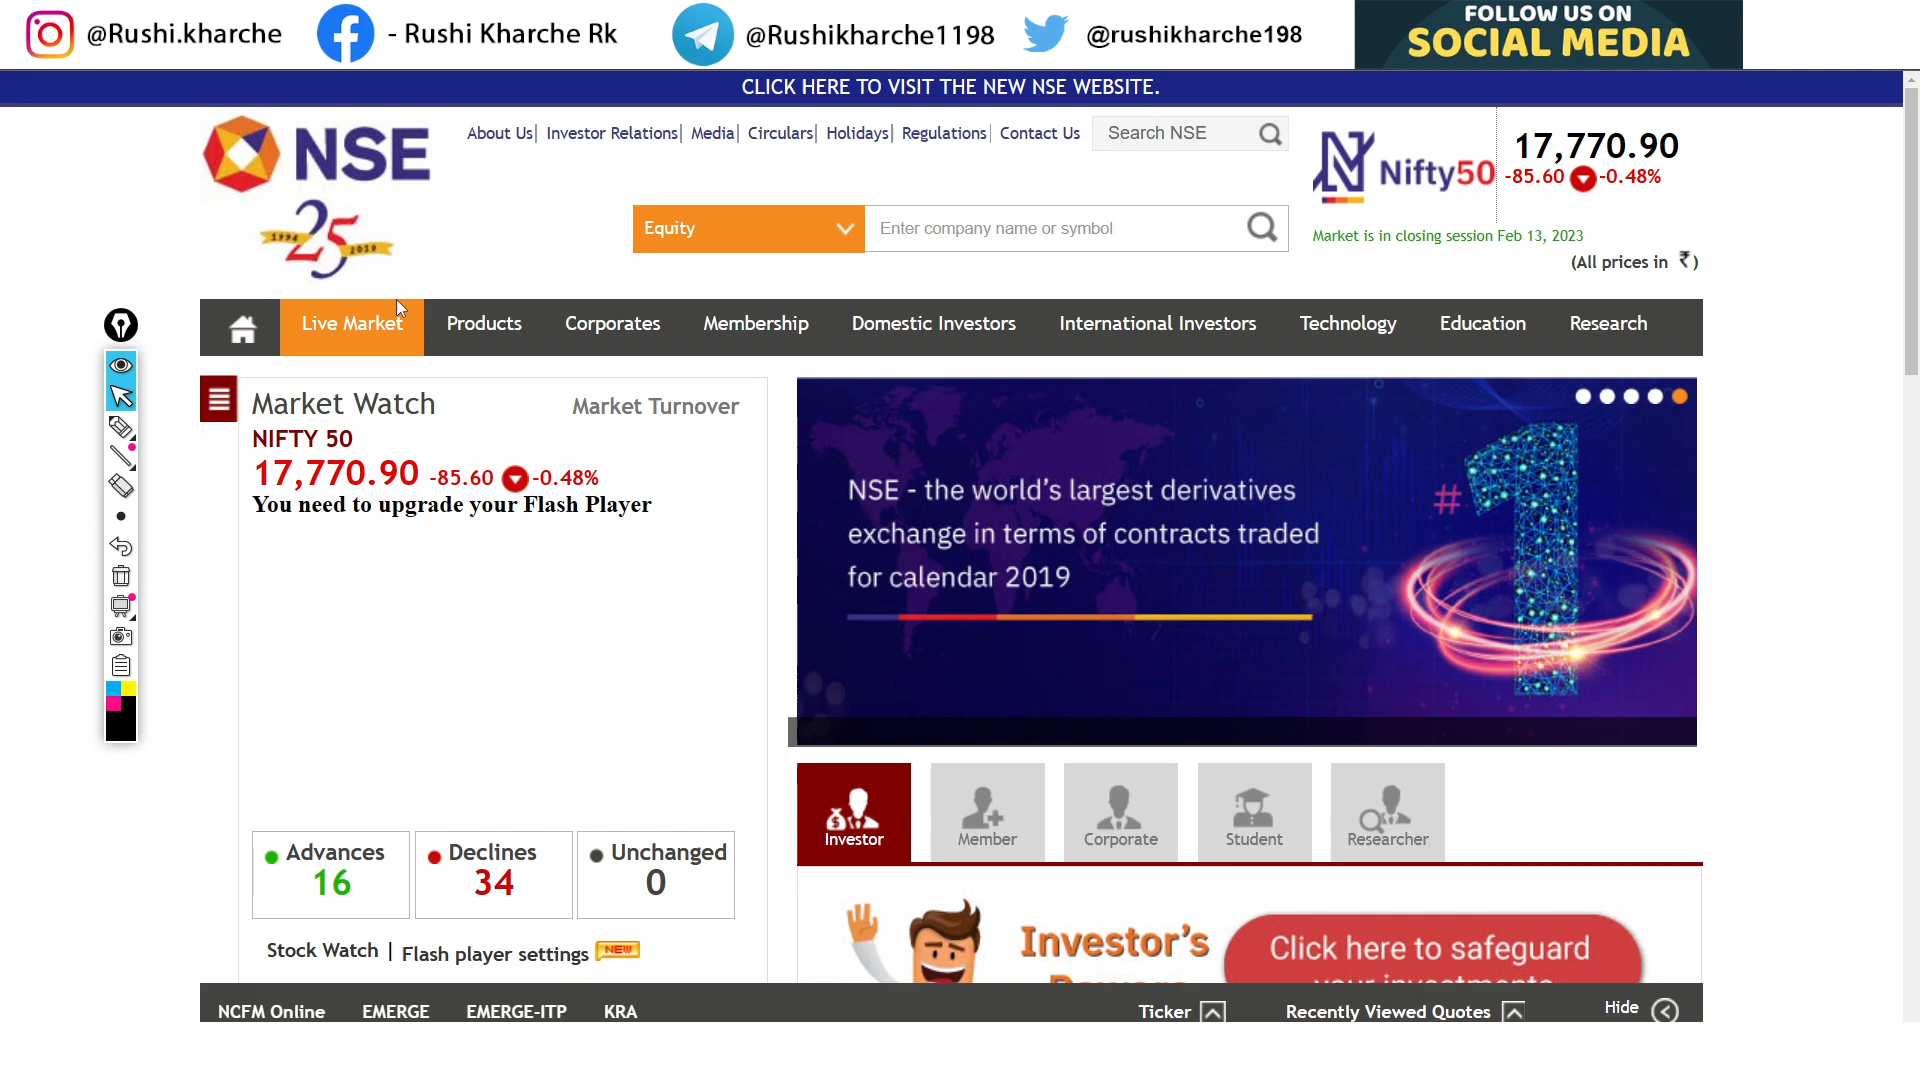 @Rushi.kharche
- Rushi Kharche Rk
@Rushikharche1198
@rushikharche198
FOLLOW US ON
SOCIAL MEDIA
CLICK HERE TO VISIT THE NEW NSE WEBSITE.
NSE
1994 25 2019
About Us| Investor Relations| Media| Circulars| Holidays| Regulations| Contact Us
Search NSE
Equity
Enter company name or symbol
Nifty50
17,770.90
-85.60 -0.48%
Market is in closing session Feb 13, 2023
(All prices in ₹)
Live Market
Products
Corporates
Membership
Domestic Investors
International Investors
Technology
Education
Research
Market Watch
Market Turnover
NIFTY 50
17,770.90 -85.60 -0.48%
You need to upgrade your Flash Player
NSE - the world's largest derivatives
exchange in terms of contracts traded
for calendar 2019
#1
Advances
16
Declines
34
Unchanged
0
Stock Watch | Flash player settings NEW
Investor
Member
Corporate
Student
Researcher
Investor's
Click here to safeguard
your investments
NCFM Online
EMERGE
EMERGE-ITP
KRA
Ticker
Recently Viewed Quotes
Hide